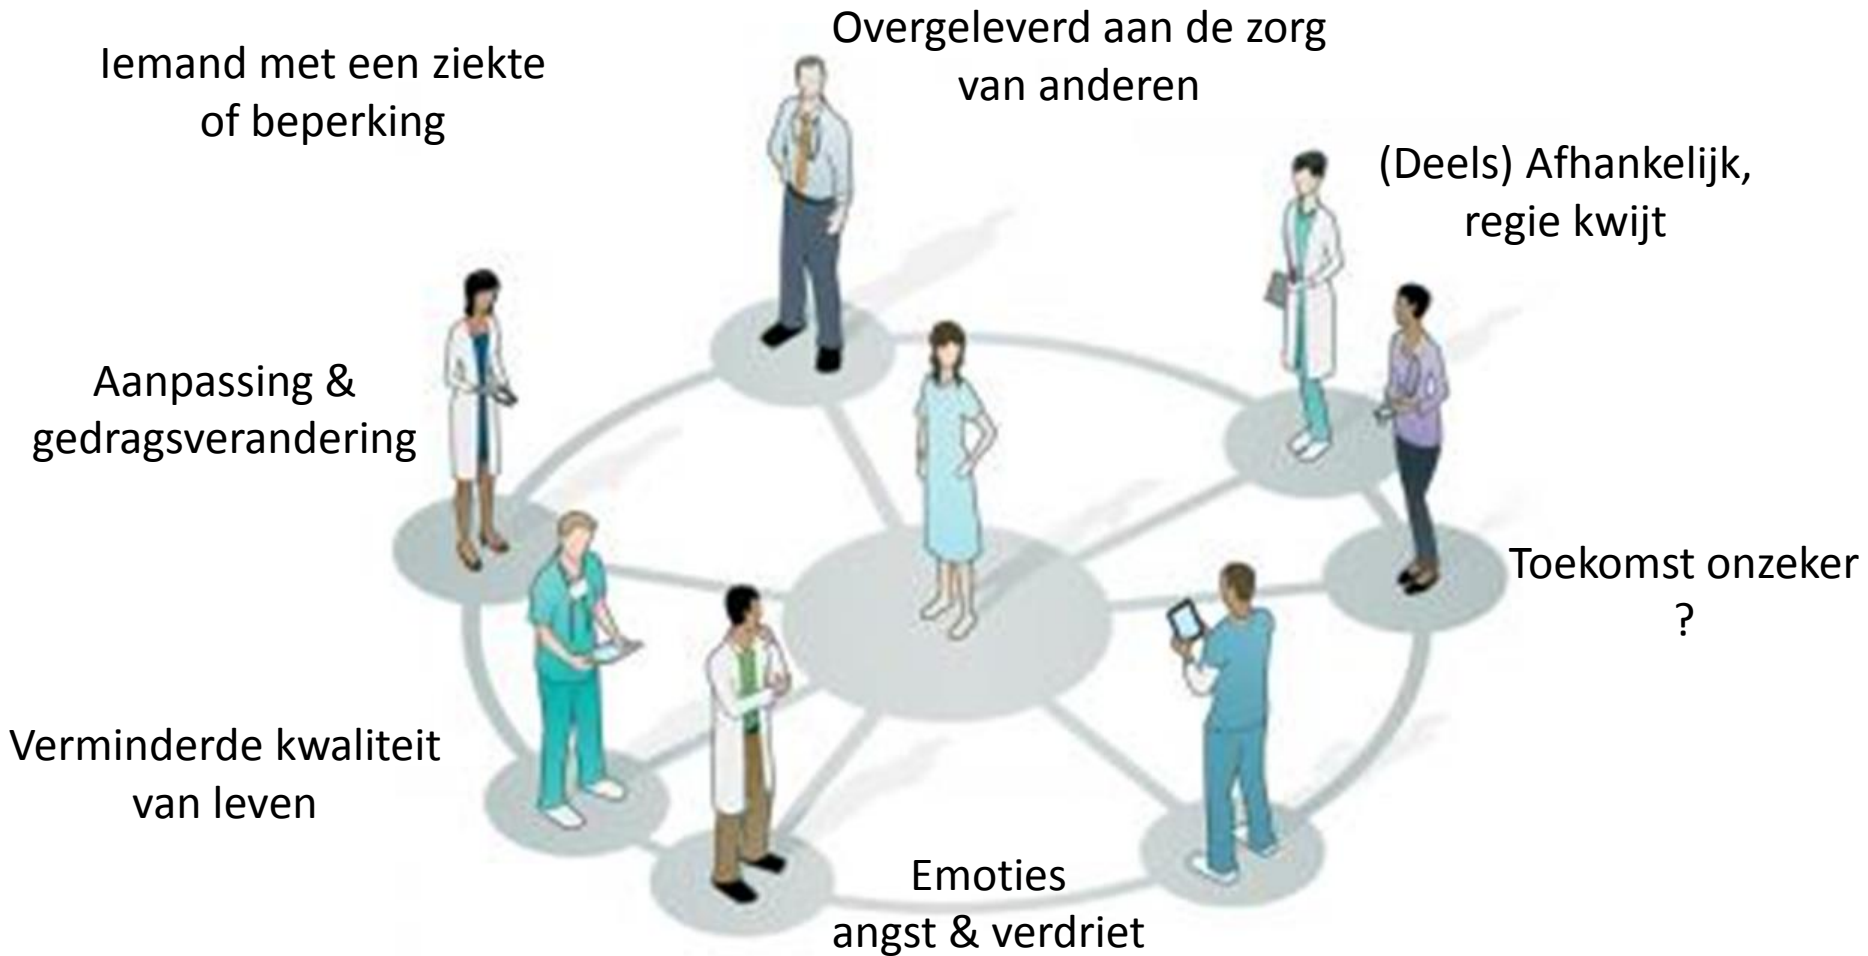 Iemand met een ziekte
of beperking
Overgeleverd aan de zorg
van anderen
(Deels) Afhankelijk,
regie kwijt
Aanpassing &
gedragsverandering
Toekomst onzeker
?
Verminderde kwaliteit
van leven
Emoties
angst & verdriet